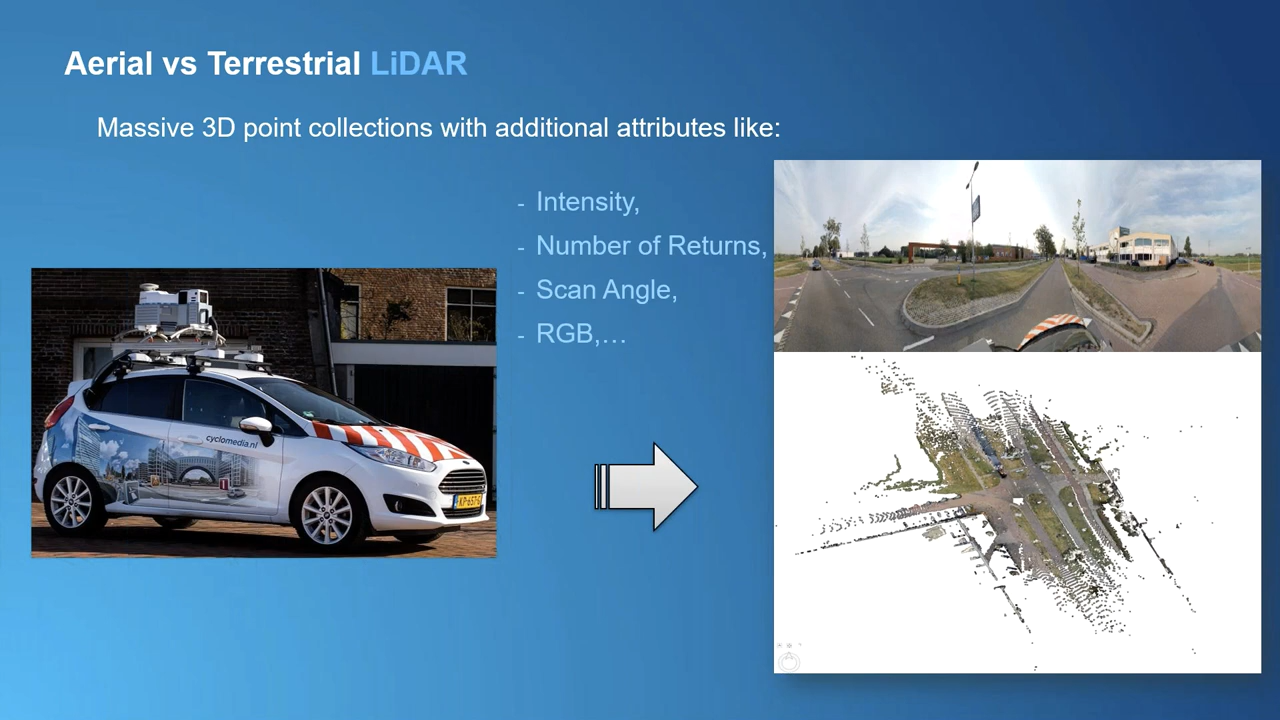 Aerial vs Terrestrial LiDAR
Massive 3D point collections with additional attributes like:
- Intensity,
- Number of Returns,
- Scan Angle,
- RGB,…
cyclomedia.nl